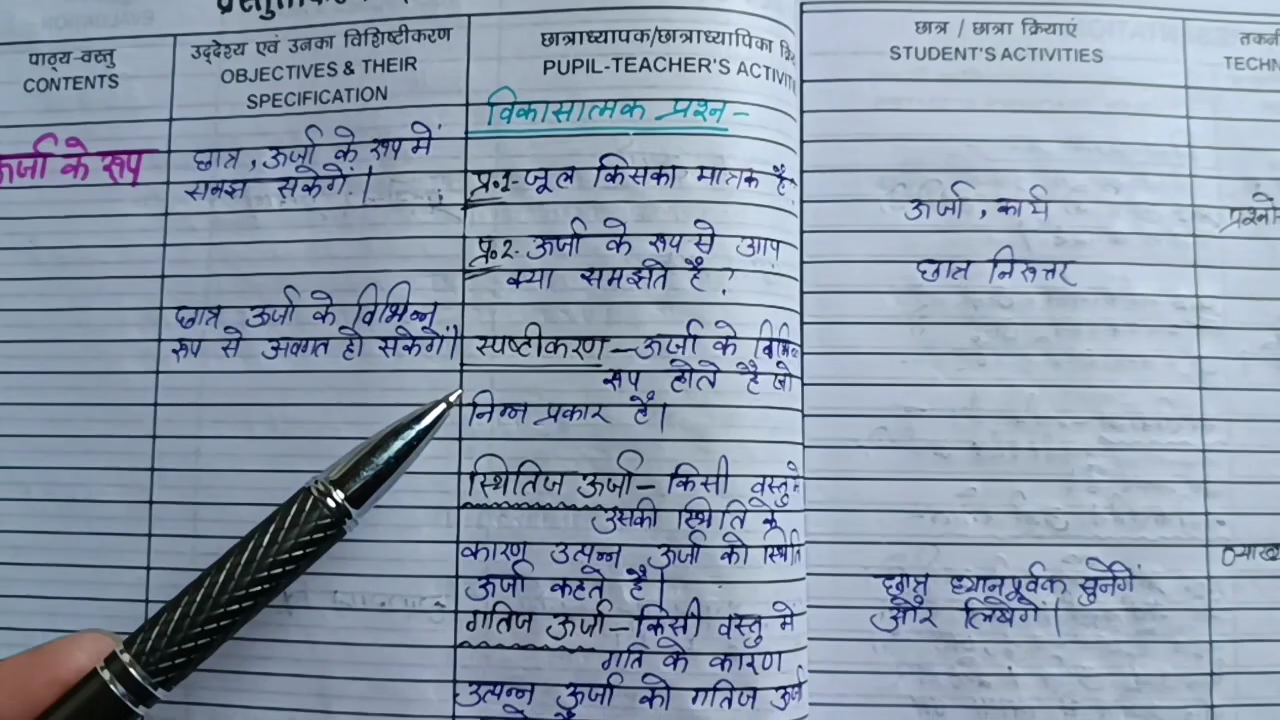 पाठ्य-वस्तु
CONTENTS
उद्देश्य एवं उनका विशिष्टीकरण
OBJECTIVES & THEIR
SPECIFICATION
छात्राध्यापक/छात्राध्यापिका
PUPIL-TEACHER'S
छात्र / छात्रा क्रियाएं
STUDENT'S ACTIVITIES
के रूप
छात्र, ऊर्जा के रूप में
समझ सकेगें।
छात्र ऊर्जा के विभिन्न
रूप से अवगत हो सकेगें।
विकासात्मक प्रश्न-
प्र.1- जूल किसका मात्रक है
प्र.2- ऊर्जा के रूप से आप
क्या समझते है?
स्पष्टीकरण - ऊर्जा के
रूप होते है जो
निम्न प्रकार है।
स्थितिज ऊर्जा - किसी वस्तु में
उसकी स्थिति के
कारण उत्पन्न ऊर्जा को
ऊर्जा कहते है।
गतिज ऊर्जा - किसी वस्तु में
गति के कारण
उत्पन्न ऊर्जा को गतिज
ऊर्जा, कार्य
छात्र निरूत्तर
छात्र ध्यानपूर्वक सुनेगें
और लिखेगें।